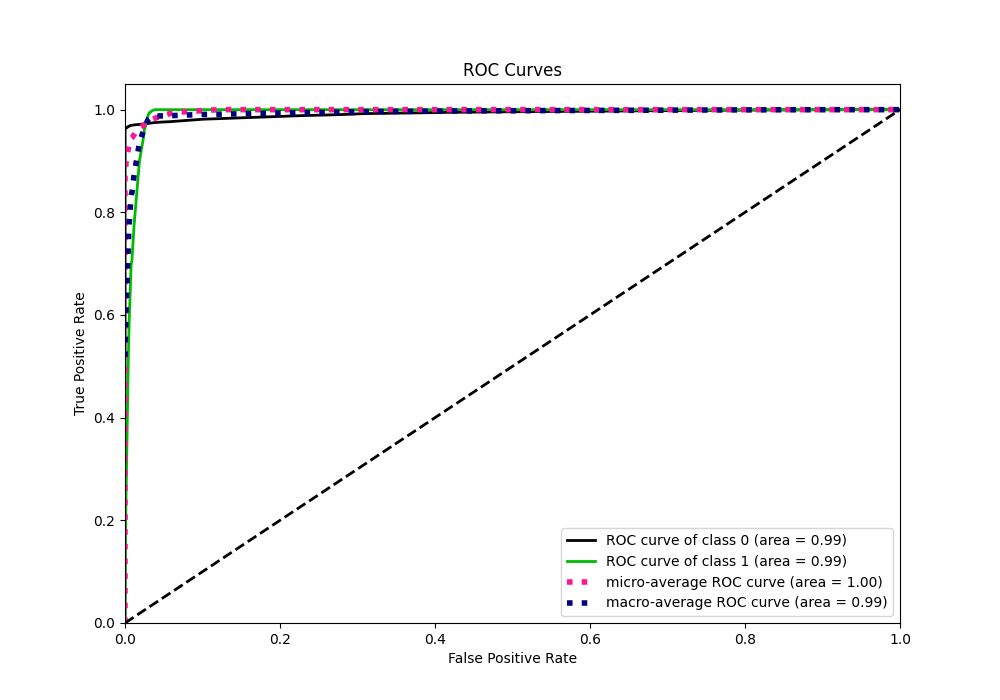 ROC Curves
1.0
0.8
0.6
0.4
0.2
0.0
True Positive Rate
ROC curve of class 0 (area = 0.99)
ROC curve of class 1 (area = 0.99)
micro-average ROC curve (area = 1.00)
macro-average ROC curve (area = 0.99)
0.0 0.2 0.4 0.6 0.8 1.0
False Positive Rate